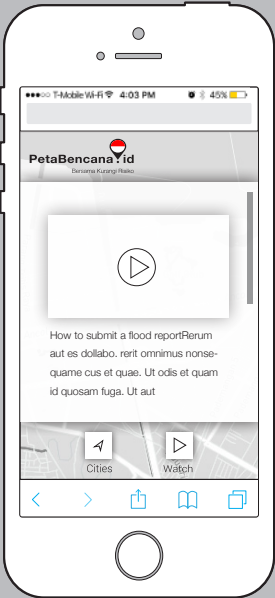 T-Mobile Wi-Fi 4:03 PM 45%
PetaBencana.id
Bersama Kurangi Risiko
How to submit a flood reportRerum
aut es dollabo. rerit omnimus nonse-
quame cus et quae. Ut odis et quam
id quosam fuga. Ut aut
Cities Watch